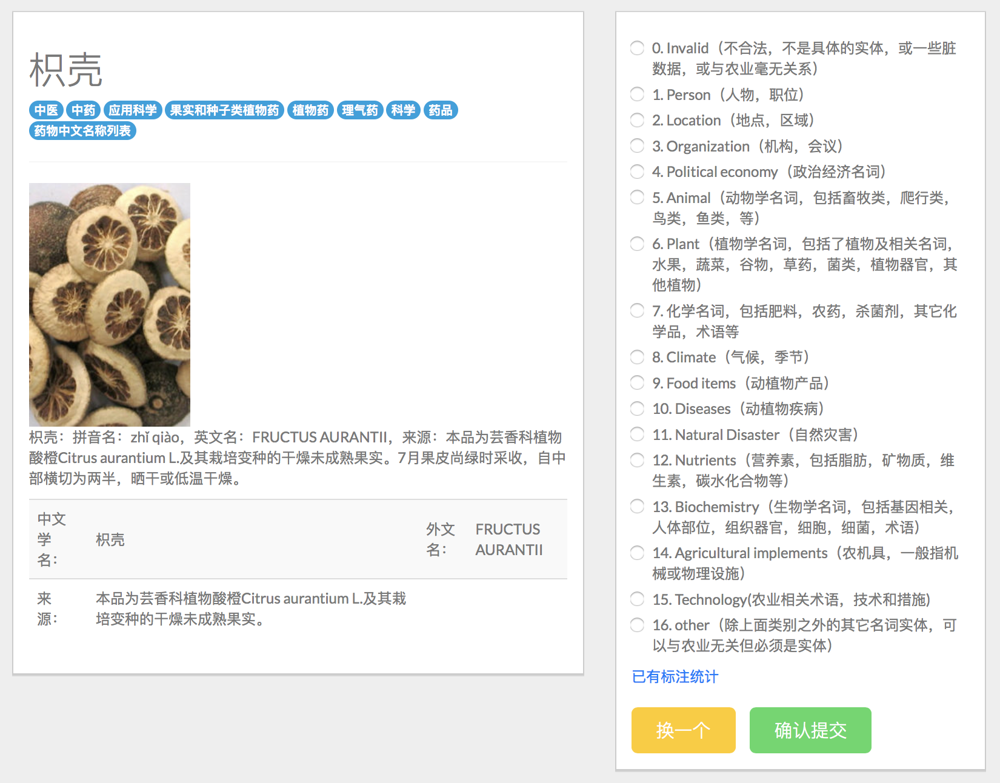 枳壳
中医 中药 应用科学 果实和种子类植物药 植物药 理气药 科学 药品
药物中文名称列表
枳壳：拼音名：zhǐ qiào，英文名：FRUCTUS AURANTII，来源：本品为芸香科植物
酸橙Citrus aurantium L.及其栽培变种的干燥未成熟果实。7月果皮尚绿时采收，自中
部横切为两半，晒干或低温干燥。
中文
学
名：
枳壳
外文
名：
FRUCTUS
AURANTII
来
源：
本品为芸香科植物酸橙Citrus aurantium L.及其栽
培变种的干燥未成熟果实。
0. Invalid（不合法，不是具体的实体，或一些脏
数据，或与农业毫无关系）
1. Person（人物，职位）
2. Location（地点，区域）
3. Organization（机构，会议）
4. Political economy（政治经济名词）
5. Animal（动物学名词，包括畜牧类，爬行类，
鸟类，鱼类，等）
6. Plant（植物学名词，包括了植物及相关名词，
水果，蔬菜，谷物，草药，菌类，植物器官，其
他植物）
7. 化学名词，包括肥料，农药，杀菌剂，其它化
学品，术语等
8. Climate（气候，季节）
9. Food items（动植物产品）
10. Diseases（动植物疾病）
11. Natural Disaster（自然灾害）
12. Nutrients（营养素，包括脂肪，矿物质，维
生素，碳水化合物等）
13. Biochemistry（生物学名词，包括基因相关，
人体部位，组织器官，细胞，细菌，术语）
14. Agricultural implements（农机具，一般指机
械或物理设施）
15. Technology(农业相关术语，技术和措施)
16. other（除上面类别之外的其它名词实体，可
以与农业无关但必须是实体）
已有标注统计
换一个 确认提交